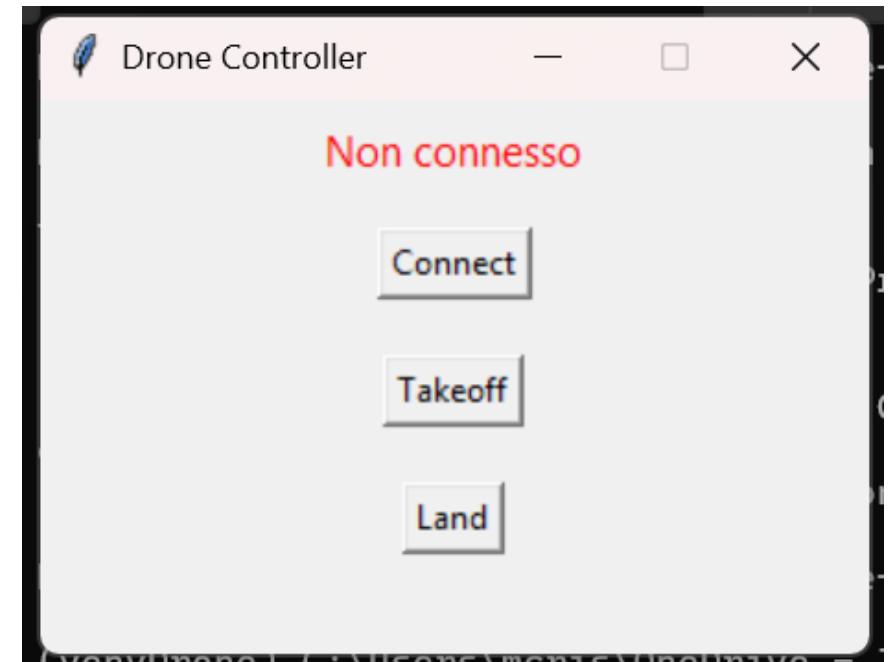 Drone Controller
Non connesso
Connect
Takeoff
Land